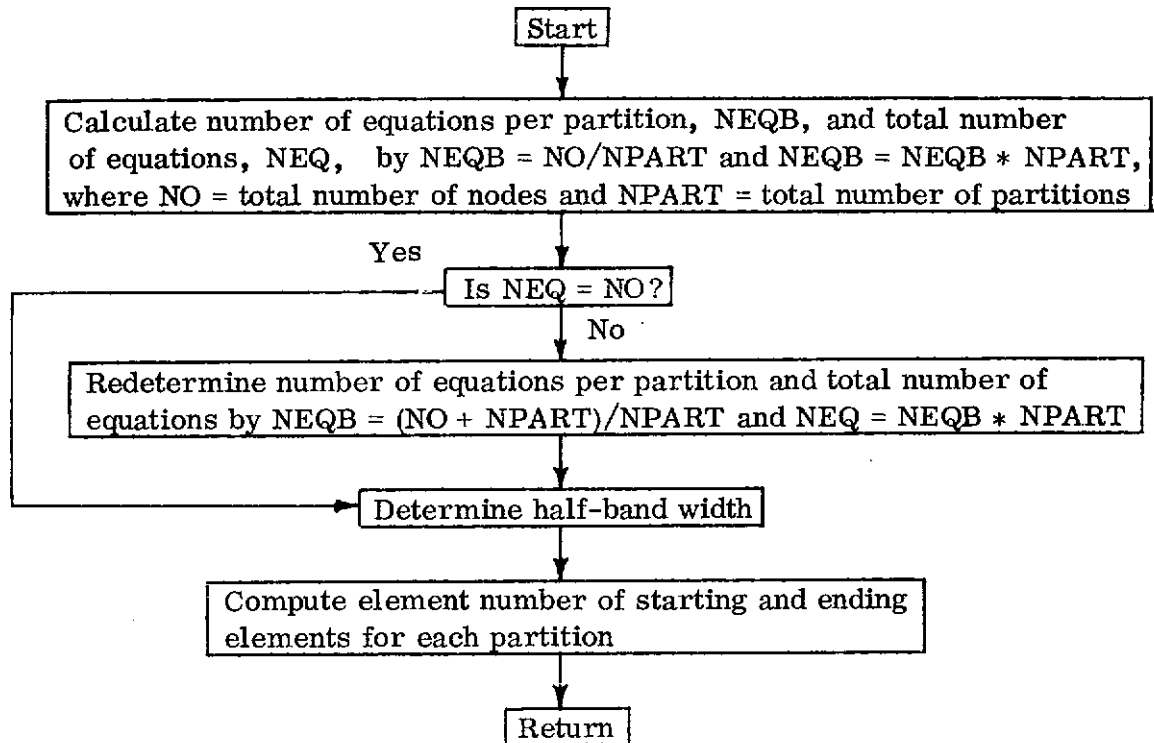 Start
Calculate number of equations per partition, NEQB, and total number
of equations, NEQ, by NEQB = NO/NPART and NEQB = NEQB * NPART,
where NO = total number of nodes and NPART = total number of partitions
Yes
Is NEQ = NO?
No
Redetermine number of equations per partition and total number of
equations by NEQB = (NO + NPART)/NPART and NEQ = NEQB * NPART
Determine half-band width
Compute element number of starting and ending
elements for each partition
Return